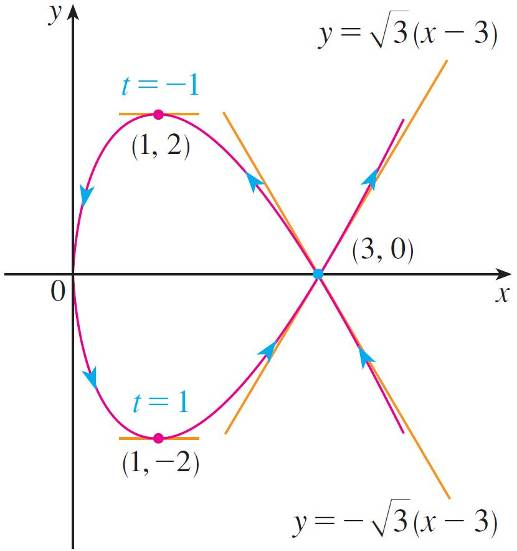 y
y = √3(x − 3)
t = −1
(1, 2)
(3, 0)
0
x
t = 1
(1, −2)
y = −√3(x − 3)